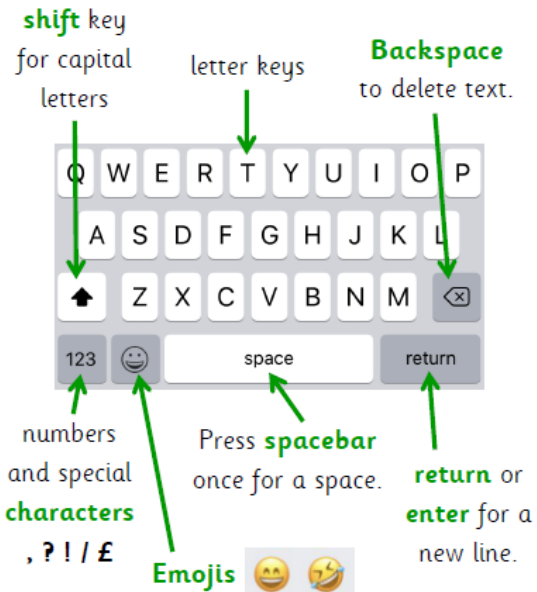 shift key
for capital
letters
letter keys
Backspace
to delete text.
Q W E R T Y U I O P
A S D F G H J K L
Z X C V B N M
123 space return
numbers
and special
characters
, ? ! / £
Press spacebar
once for a space.
return or
enter for a
new line.
Emojis